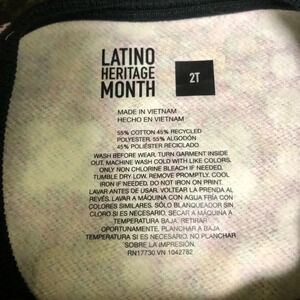 LATINO
HERITAGE
MONTH
2T
MADE IN VIETNAM
HECHO EN VIETNAM
55% COTTON 45% RECYCLED
POLYESTER, 55% ALGODÓN
45% POLIÉSTER RECICLADO
WASH BEFORE WEAR. TURN GARMENT INSIDE
OUT. MACHINE WASH COLD WITH LIKE COLORS.
ONLY NON CHLORINE BLEACH IF NEEDED.
TUMBLE DRY LOW. REMOVE PROMPTLY. COOL
IRON IF NEEDED. DO NOT IRON ON PRINT.
LAVAR ANTES DE USAR. VOLTEAR LA PRENDA AL
REVÉS. LAVAR A MÁQUINA CON AGUA FRÍA CON
COLORES SIMILARES. SÓLO BLANQUEADOR SIN
CLORO SI ES NECESARIO. SECAR A MÁQUINA A
TEMPERATURA BAJA. RETIRAR
OPORTUNAMENTE. PLANCHAR A BAJA
TEMPERATURA SI ES NECESARIO. NO PLANCHAR
SOBRE LA IMPRESIÓN.
RN17730 VN 1042782